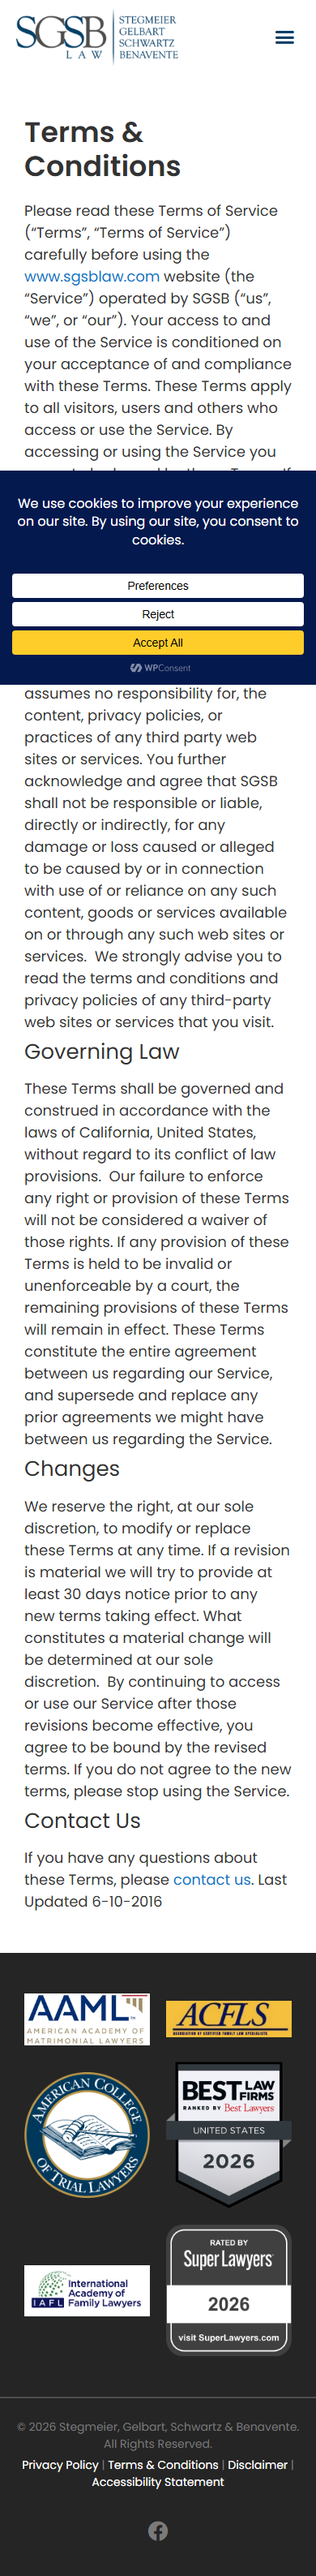 SGSB
LAW
STEGMEIER
GELBART
SCHWARTZ
BENAVENTE
Terms &
Conditions
Please read these Terms of Service
(“Terms”, “Terms of Service”)
carefully before using the
www.sgsblaw.com website (the
“Service”) operated by SGSB (“us”,
“we”, or “our”). Your access to and
use of the Service is conditioned on
your acceptance of and compliance
with these Terms. These Terms apply
to all visitors, users and others who
access or use the Service. By
accessing or using the Service you
We use cookies to improve your experience
on our site. By using our site, you consent to
cookies.
Preferences
Reject
Accept All
WPConsent
assumes no responsibility for, the
content, privacy policies, or
practices of any third party web
sites or services. You further
acknowledge and agree that SGSB
shall not be responsible or liable,
directly or indirectly, for any
damage or loss caused or alleged
to be caused by or in connection
with use of or reliance on any such
content, goods or services available
on or through any such web sites or
services.  We strongly advise you to
read the terms and conditions and
privacy policies of any third-party
web sites or services that you visit.
Governing Law
These Terms shall be governed and
construed in accordance with the
laws of California, United States,
without regard to its conflict of law
provisions.  Our failure to enforce
any right or provision of these Terms
will not be considered a waiver of
those rights. If any provision of these
Terms is held to be invalid or
unenforceable by a court, the
remaining provisions of these Terms
will remain in effect. These Terms
constitute the entire agreement
between us regarding our Service,
and supersede and replace any
prior agreements we might have
between us regarding the Service.
Changes
We reserve the right, at our sole
discretion, to modify or replace
these Terms at any time. If a revision
is material we will try to provide at
least 30 days notice prior to any
new terms taking effect. What
constitutes a material change will
be determined at our sole
discretion.  By continuing to access
or use our Service after those
revisions become effective, you
agree to be bound by the revised
terms. If you do not agree to the new
terms, please stop using the Service.
Contact Us
If you have any questions about
these Terms, please contact us. Last
Updated 6-10-2016
AAML™
AMERICAN ACADEMY OF
MATRIMONIAL LAWYERS
ACFLS
ASSOCIATION OF CERTIFIED FAMILY LAW SPECIALISTS
AMERICAN COLLEGE
OF TRIAL LAWYERS
BEST LAW
FIRMS
RANKED BY Best Lawyers
UNITED STATES
2026
IAFL
International
Academy of
Family Lawyers
RATED BY
Super Lawyers
2026
visit SuperLawyers.com
© 2026 Stegmeier, Gelbart, Schwartz & Benavente.
All Rights Reserved.
Privacy Policy | Terms & Conditions | Disclaimer |
Accessibility Statement